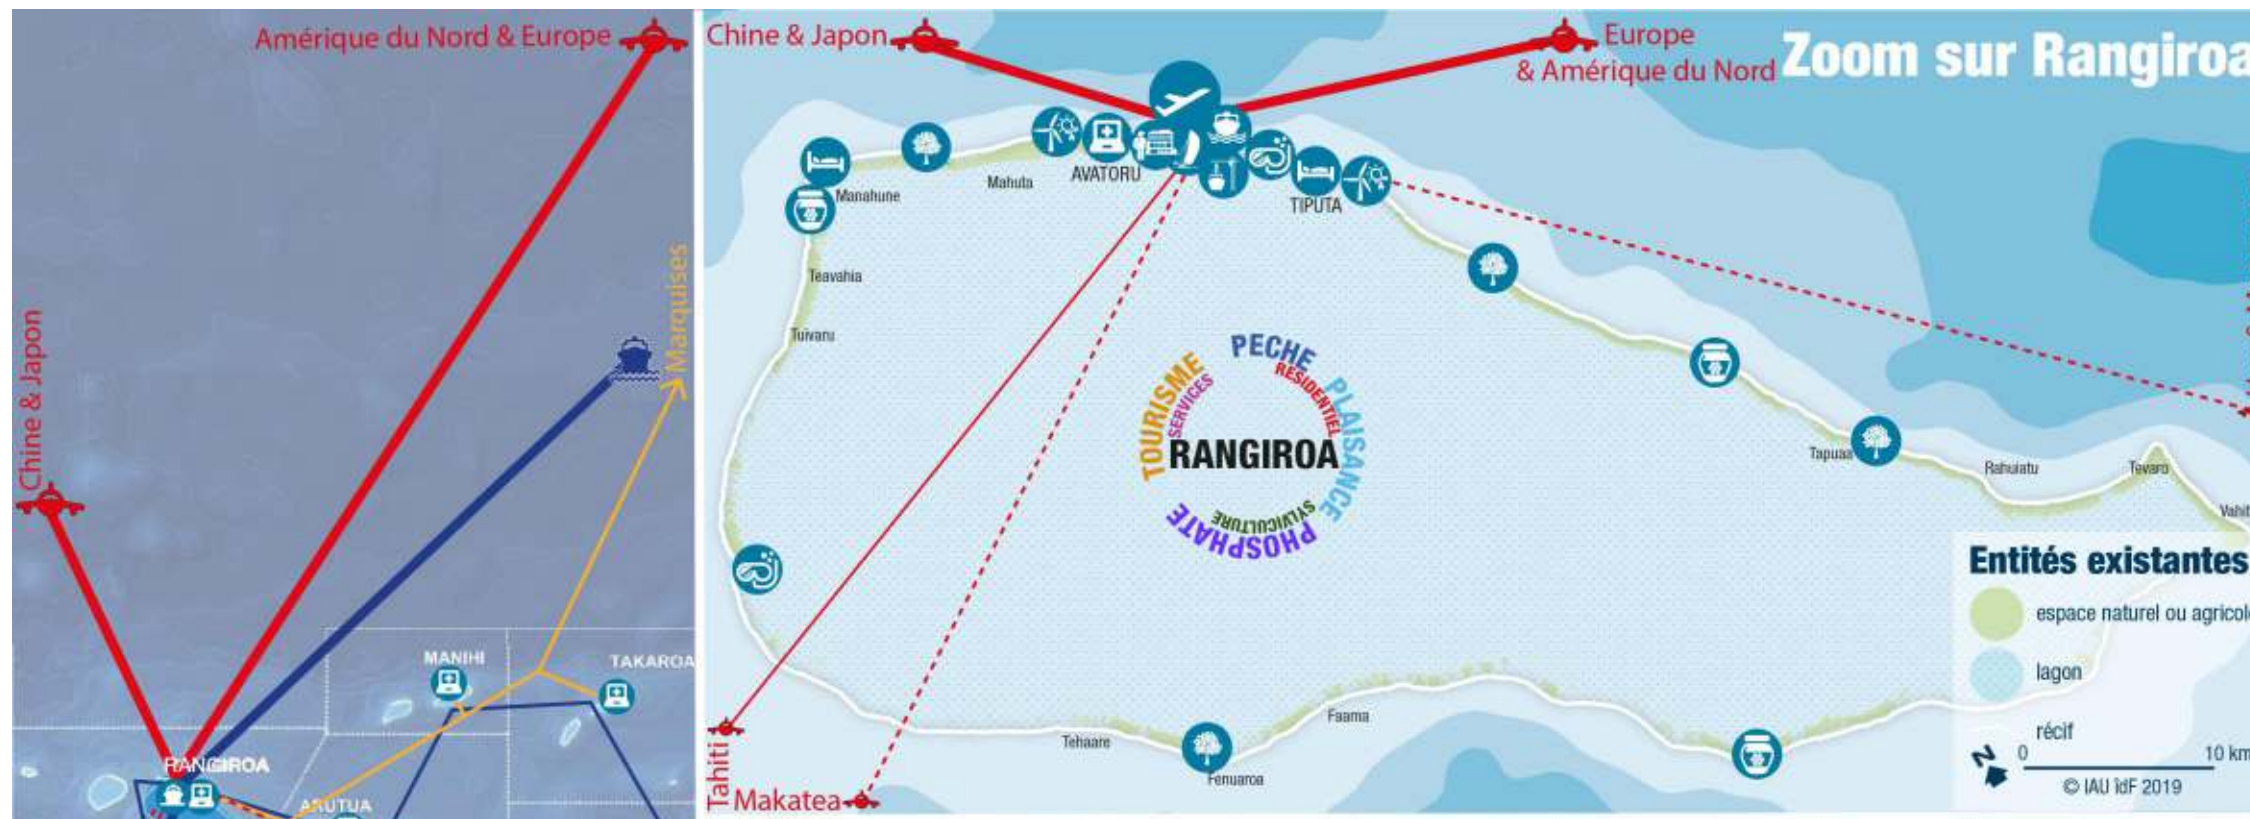 Amérique du Nord & Europe
Chine & Japon
Marquises
MANIHI
TAKAROA
RANGIROA
ARUTUA
Chine & Japon
Europe
& Amérique du Nord
Zoom sur Rangiroa
Manahune
Mahuta
AVATORU
TIPUTA
Teavahia
Tuivaru
PECHE
RESIDENTIEL
TOURISME
SERVICES
PLAISANCE
RANGIROA
SYLVICULTURE
PHOSPHATE
Tapuaa
Rahuiatu
Tevaro
Vahit
Tehaare
Faama
Fenuaroa
Tahiti
Makatea
Entités existantes
espace naturel ou agricole
lagon
récif
N
0 10 km
© IAU îdF 2019